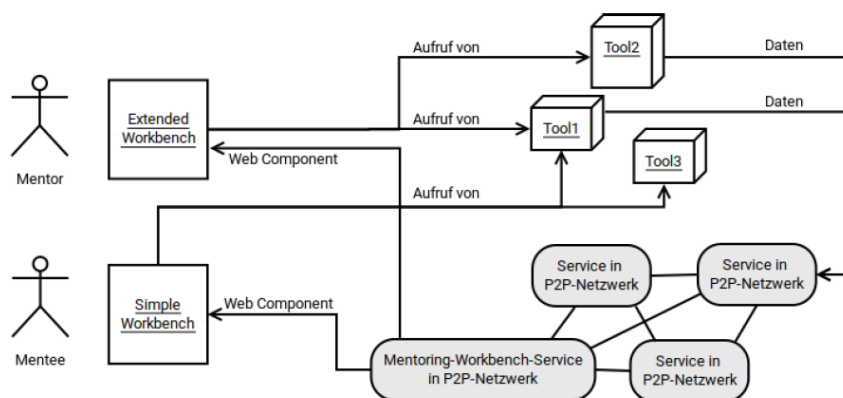 Aufruf von
Tool2
Daten
Extended
Workbench
Aufruf von
Tool1
Daten
Mentor
Web Component
Tool3
Aufruf von
Simple
Workbench
Web Component
Mentee
Service in
P2P-Netzwerk
Service in
P2P-Netzwerk
Mentoring-Workbench-Service
in P2P-Netzwerk
Service in
P2P-Netzwerk